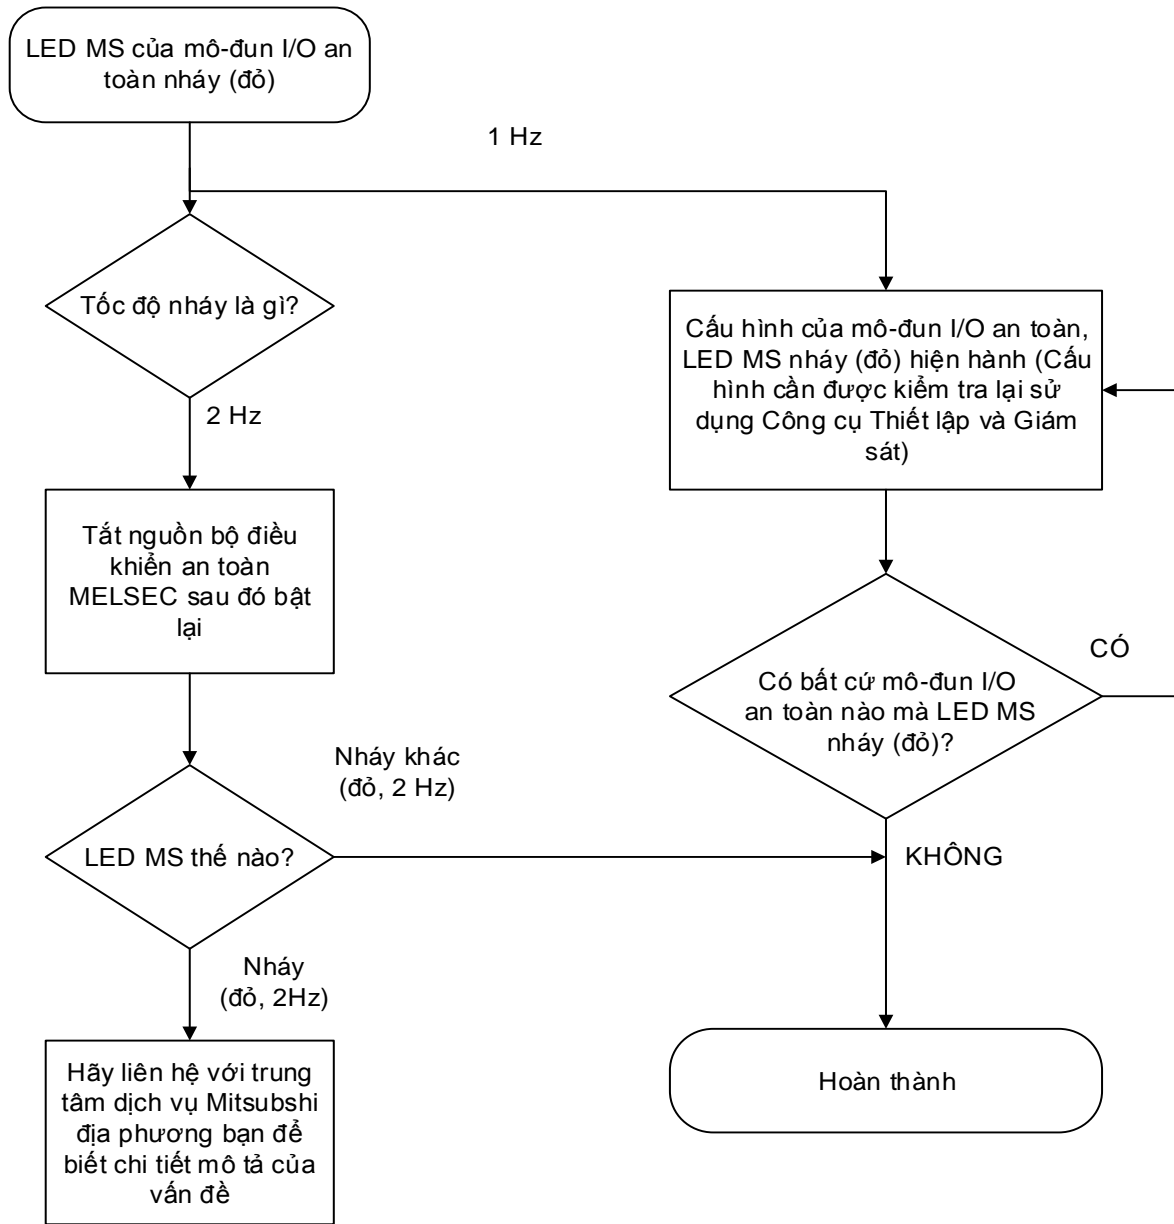 LED MS của mô-đun I/O an
toàn nháy (đỏ)
1 Hz
Tốc độ nháy là gì?
2 Hz
Tắt nguồn bộ điều
khiển an toàn
MELSEC sau đó bật
lại
LED MS thế nào?
Nháy khác
(đỏ, 2 Hz)
Nháy
(đỏ, 2Hz)
Hãy liên hệ với trung
tâm dịch vụ Mitsubshi
địa phương bạn để
biết chi tiết mô tả của
vấn đề
Cấu hình của mô-đun I/O an toàn,
LED MS nháy (đỏ) hiện hành (Cấu
hình cần được kiểm tra lại sử
dụng Công cụ Thiết lập và Giám
sát)
Có bất cứ mô-đun I/O
an toàn nào mà LED MS
nháy (đỏ)?
CÓ
KHÔNG
Hoàn thành